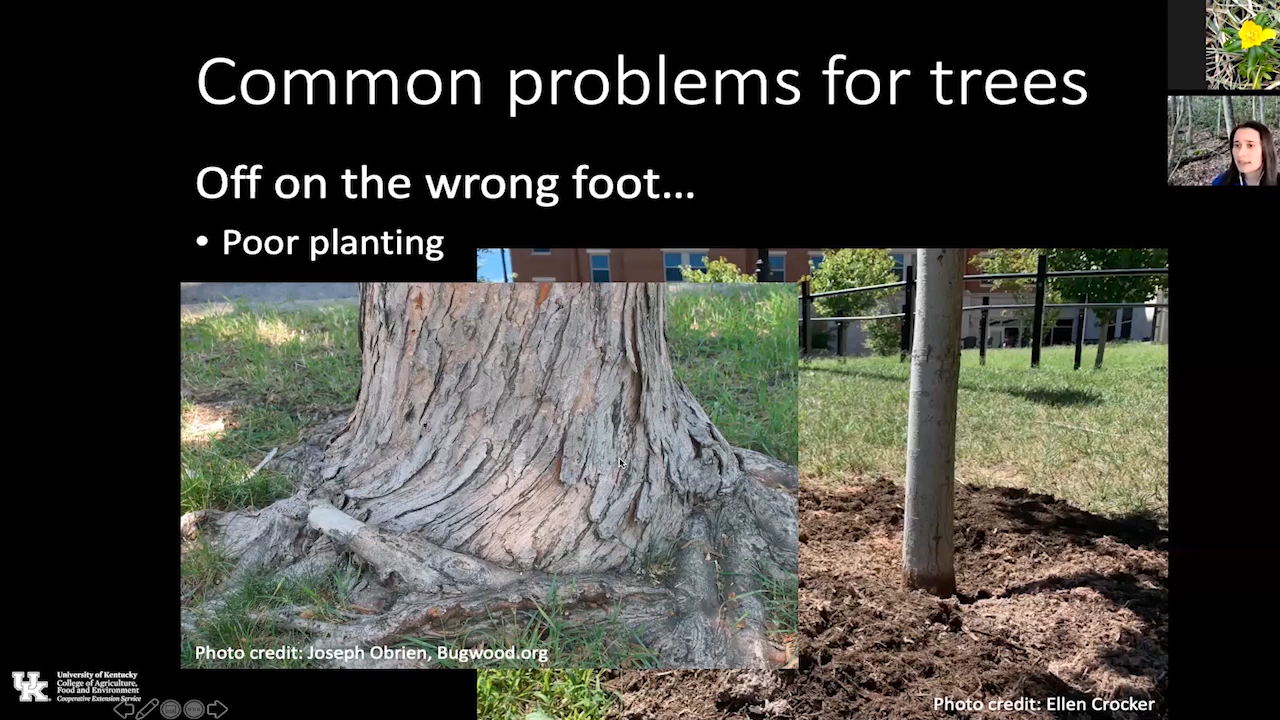 Common problems for trees
Off on the wrong foot...
• Poor planting
Photo credit: Joseph Obrien, Bugwood.org
Photo credit: Ellen Crocker
UK
University of Kentucky
College of Agriculture,
Food and Environment
Cooperative Extension Service